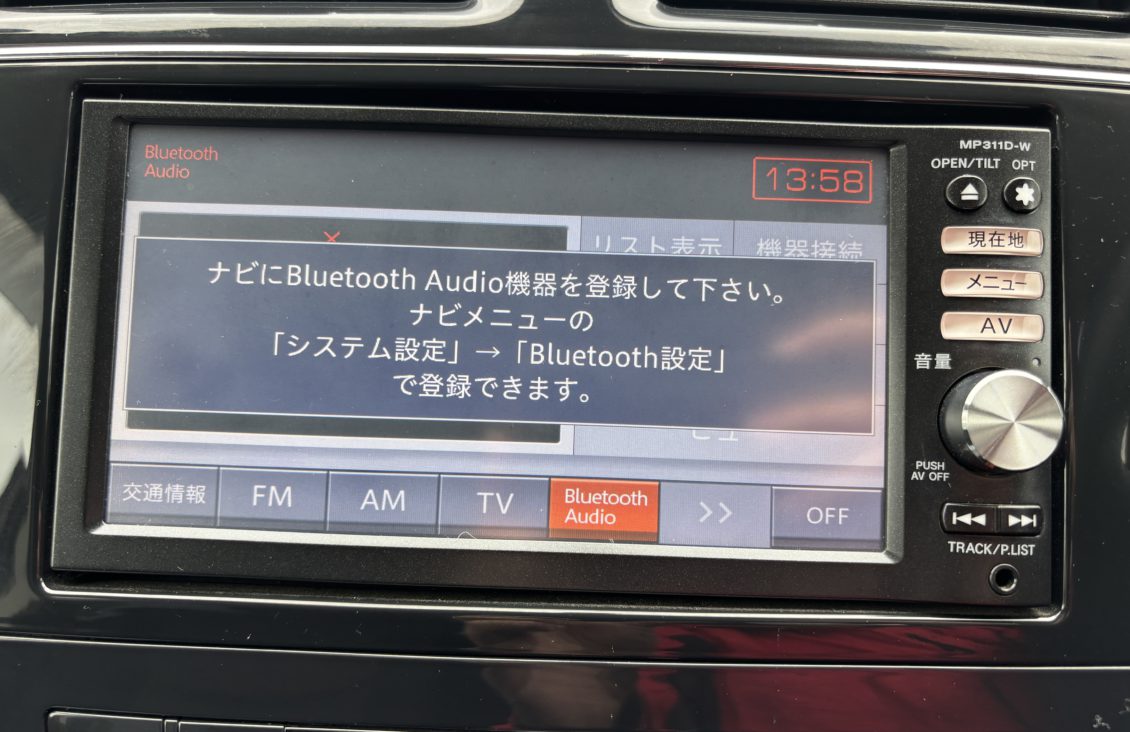 MP311D-W
OPEN/TILT OPT
Bluetooth
Audio
13:58
リスト表示 機器接続
現在地
メニュー
AV
音量
ナビにBluetooth Audio機器を登録して下さい。
ナビメニューの
「システム設定」→「Bluetooth設定」
で登録できます。
PUSH
AV OFF
交通情報 FM AM TV Bluetooth Audio >> OFF
TRACK/P.LIST